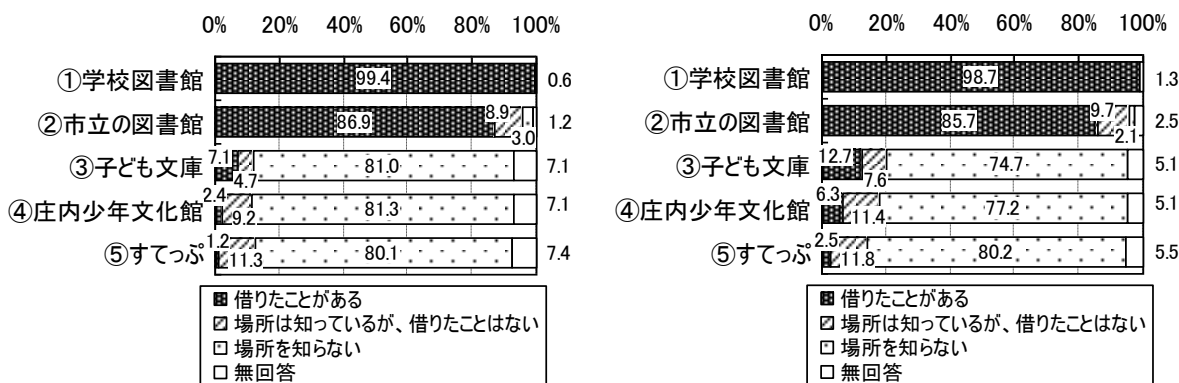 0% 20% 40% 60% 80% 100%
①学校図書館 99.4 0.6
②市立の図書館 86.9 8.9 3.0 1.2
③子ども文庫 7.1 4.7 81.0 7.1
④庄内少年文化館 2.4 9.2 81.3 7.1
⑤すてっぷ 1.2 11.3 80.1 7.4
借りたことがある
場所は知っているが、借りたことはない
場所を知らない
無回答
0% 20% 40% 60% 80% 100%
①学校図書館 98.7 1.3
②市立の図書館 85.7 9.7 2.1 2.5
③子ども文庫 12.7 7.6 74.7 5.1
④庄内少年文化館 6.3 11.4 77.2 5.1
⑤すてっぷ 2.5 11.8 80.2 5.5
借りたことがある
場所は知っているが、借りたことはない
場所を知らない
無回答